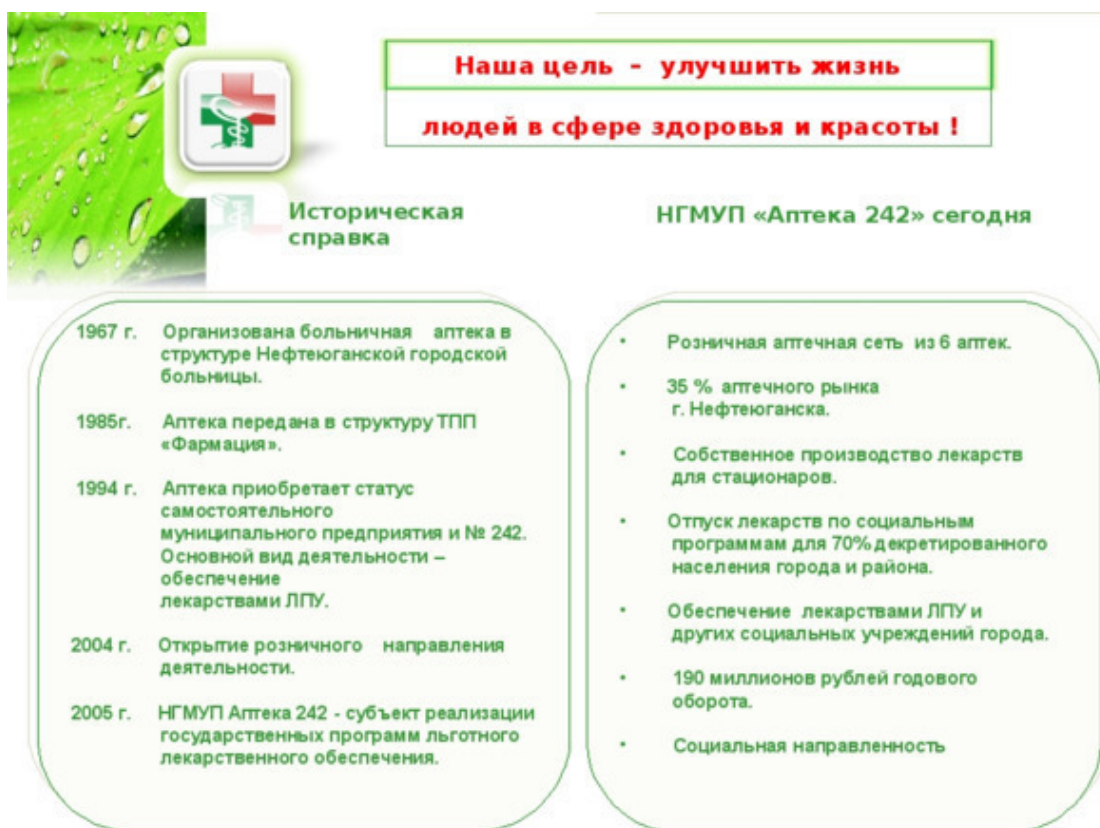 Наша цель - улучшить жизнь
людей в сфере здоровья и красоты !
Историческая
справка
1967 г. Организована больничная аптека в
структуре Нефтеюганской городской
больницы.
1985г. Аптека передана в структуру ТПП
«Фармация».
1994 г. Аптека приобретает статус
самостоятельного
муниципального предприятия и № 242.
Основной вид деятельности –
обеспечение
лекарствами ЛПУ.
2004 г. Открытие розничного направления
деятельности.
2005 г. НГМУП Аптека 242 - субъект реализации
государственных программ льготного
лекарственного обеспечения.
НГМУП «Аптека 242» сегодня
• Розничная аптечная сеть из 6 аптек.
• 35 % аптечного рынка
г. Нефтеюганска.
• Собственное производство лекарств
для стационаров.
• Отпуск лекарств по социальным
программам для 70% декретированного
населения города и района.
• Обеспечение лекарствами ЛПУ и
других социальных учреждений города.
• 190 миллионов рублей годового
оборота.
• Социальная направленность